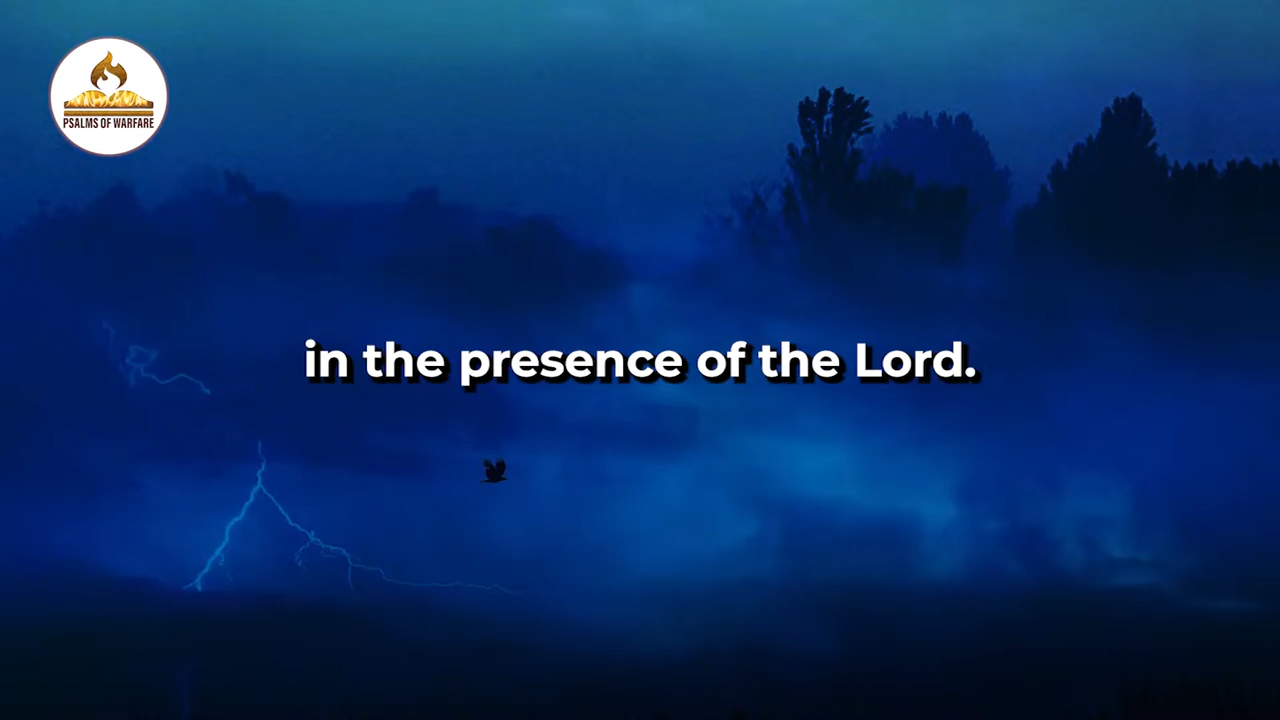 PSALMS OF WARFARE
in the presence of the Lord.